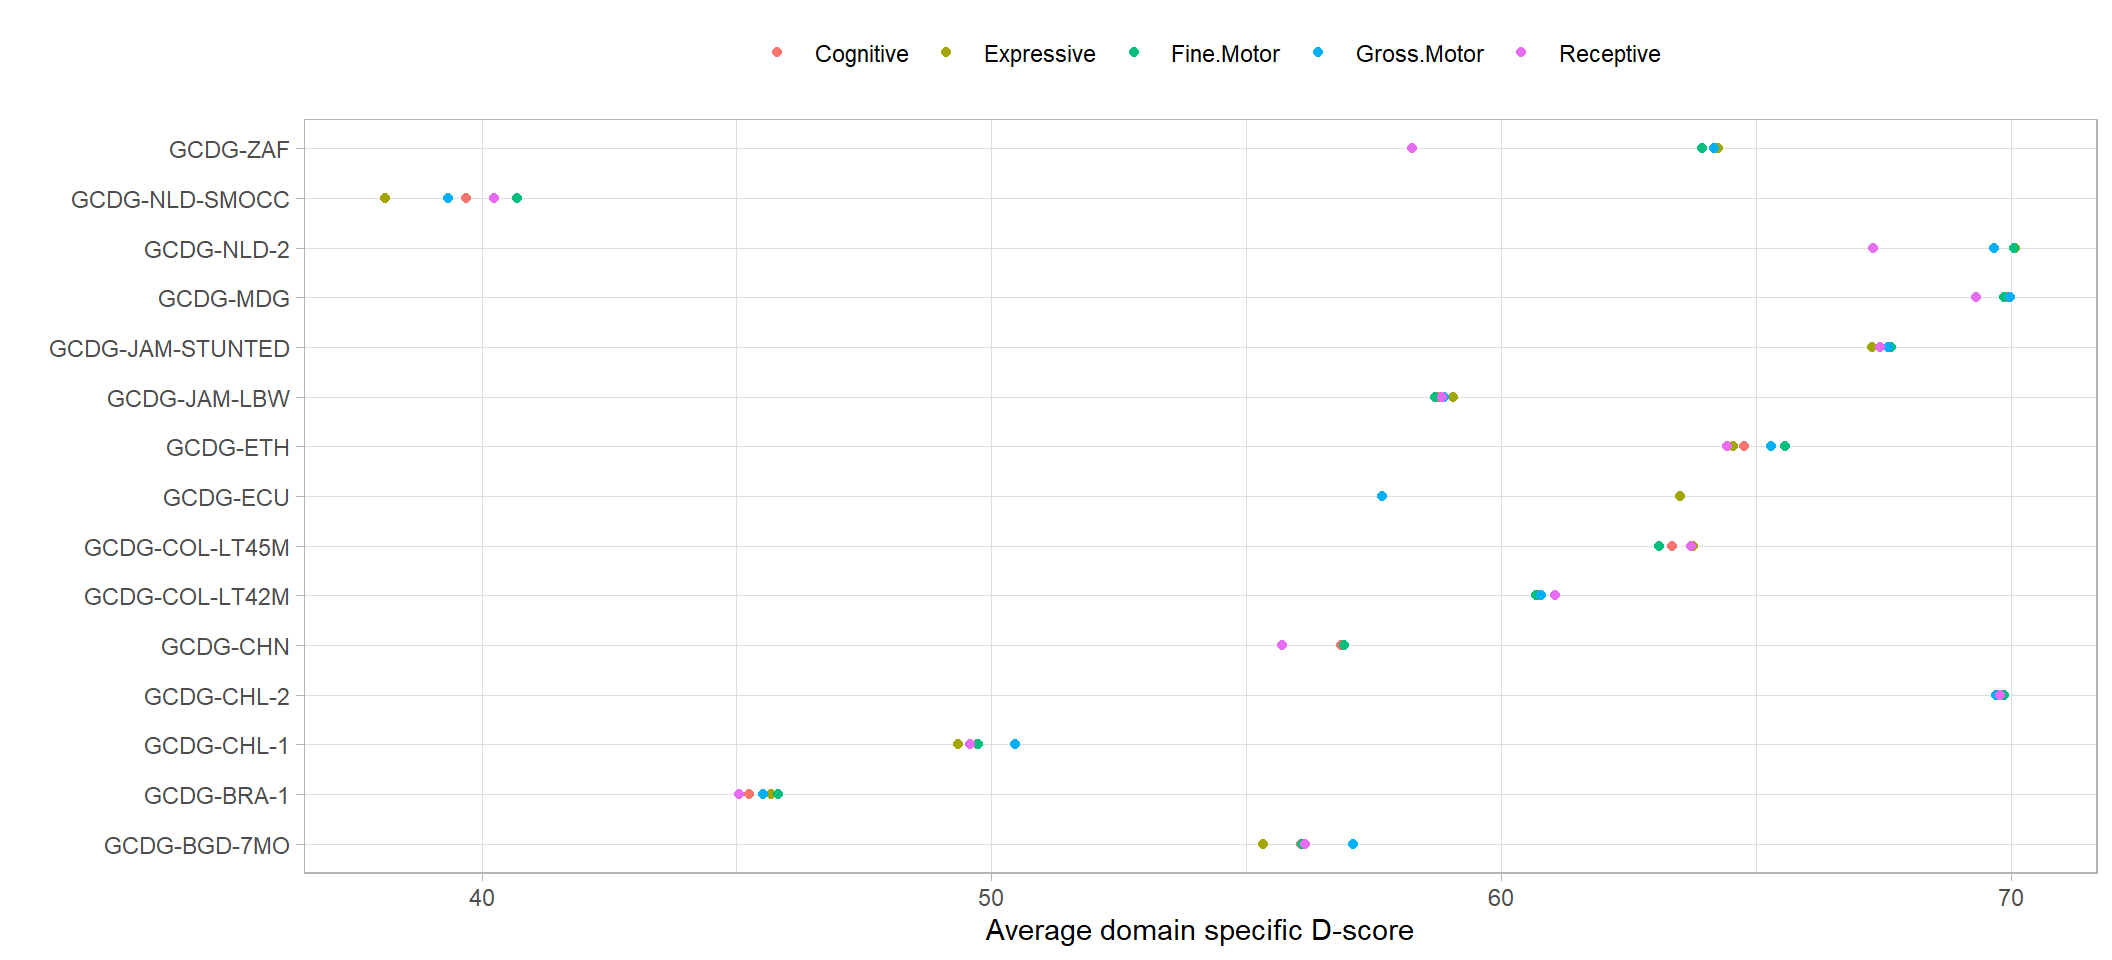 Cognitive Expressive Fine.Motor Gross.Motor Receptive
GCDG-ZAF
GCDG-NLD-SMOCC
GCDG-NLD-2
GCDG-MDG
GCDG-JAM-STUNTED
GCDG-JAM-LBW
GCDG-ETH
GCDG-ECU
GCDG-COL-LT45M
GCDG-COL-LT42M
GCDG-CHN
GCDG-CHL-2
GCDG-CHL-1
GCDG-BRA-1
GCDG-BGD-7MO
40 50 60 70
Average domain specific D-score